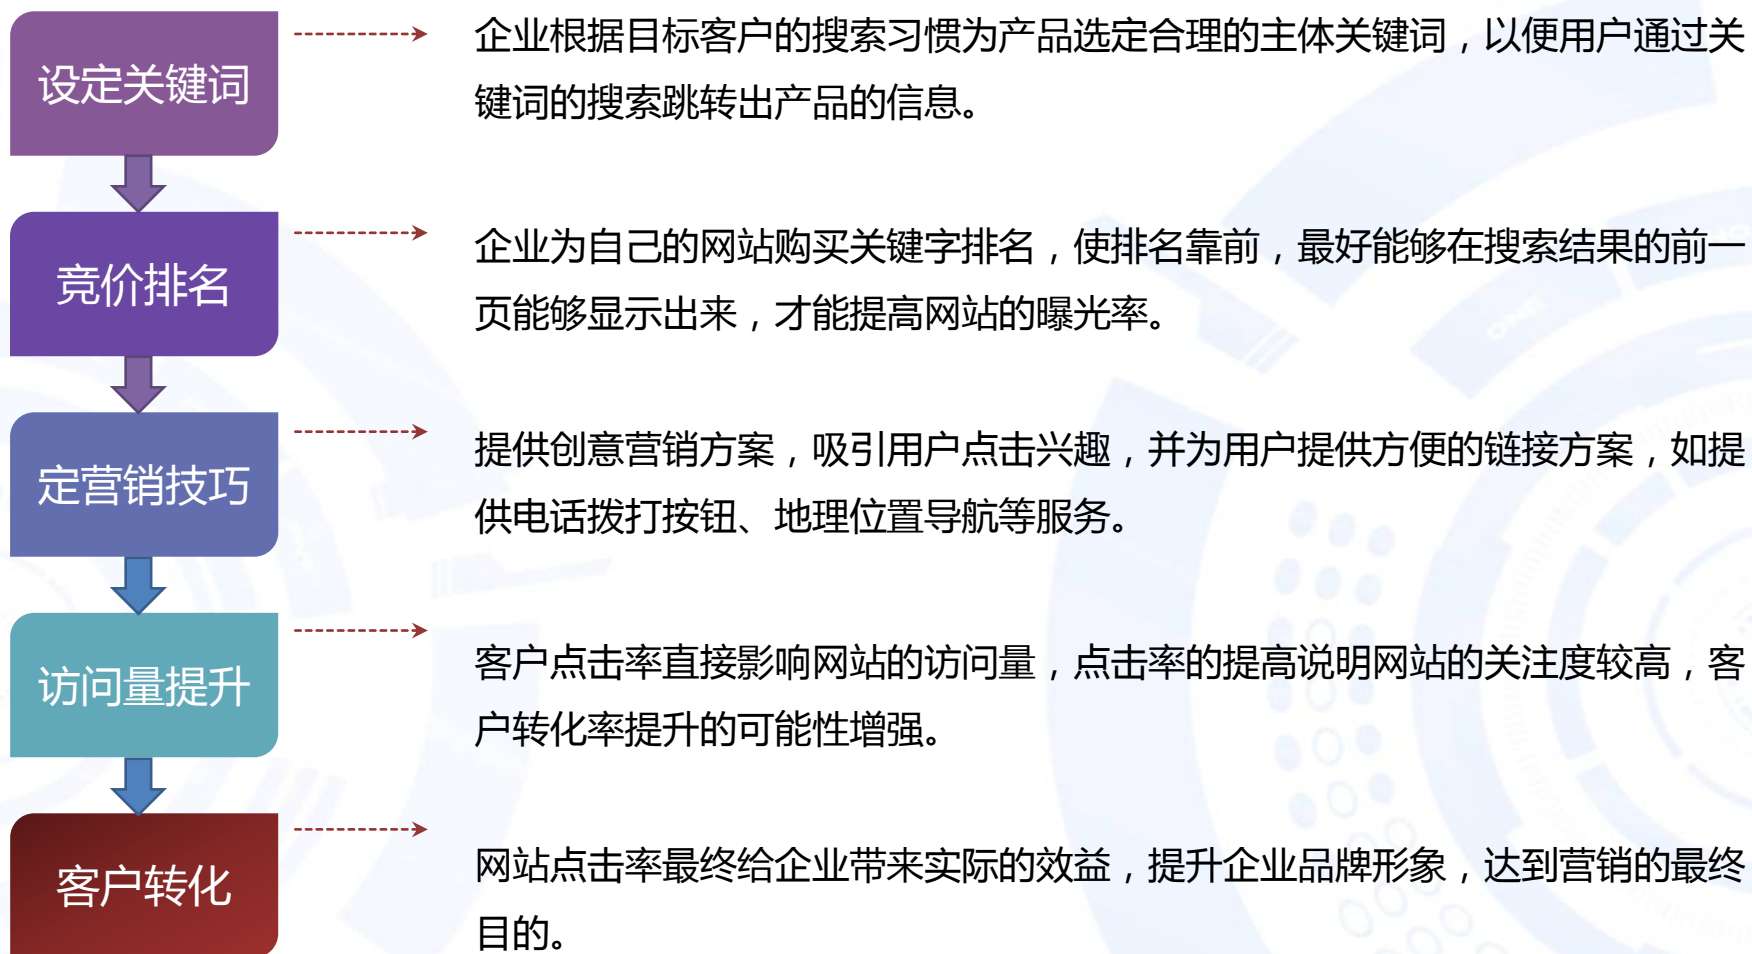 设定关键词
企业根据目标客户的搜索习惯为产品选定合理的主体关键词，以便用户通过关
键词的搜索跳转出产品的信息。
竞价排名
企业为自己的网站购买关键字排名，使排名靠前，最好能够在搜索结果的前一
页能够显示出来，才能提高网站的曝光率。
定营销技巧
提供创意营销方案，吸引用户点击兴趣，并为用户提供方便的链接方案，如提
供电话拨打按钮、地理位置导航等服务。
访问量提升
客户点击率直接影响网站的访问量，点击率的提高说明网站的关注度较高，客
户转化率提升的可能性增强。
客户转化
网站点击率最终给企业带来实际的效益，提升企业品牌形象，达到营销的最终
目的。
ONE